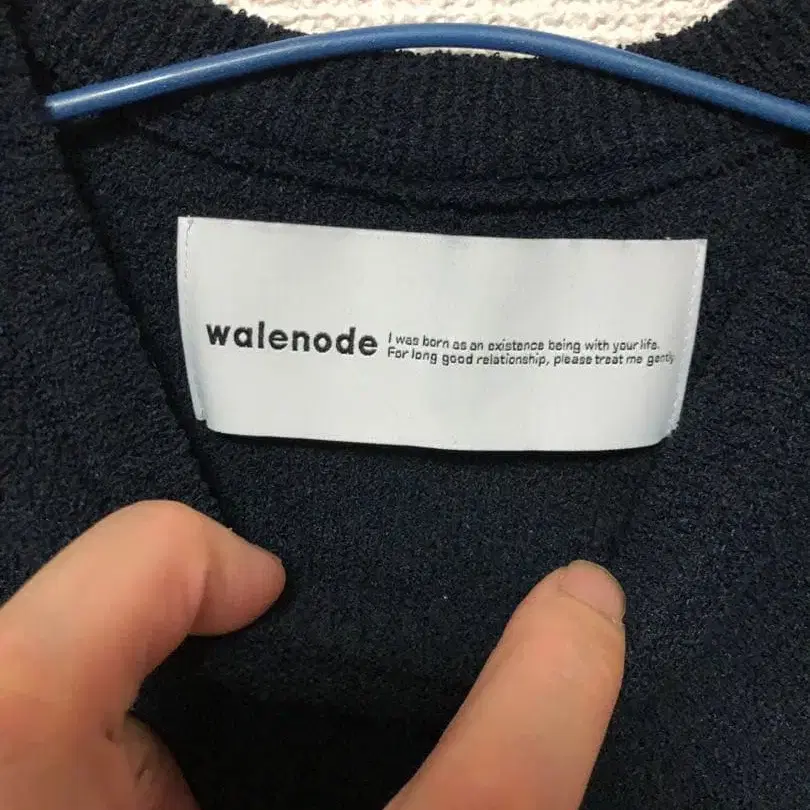 walenode
I was born as an existence being with your life.
For long good relationship, please treat me gently